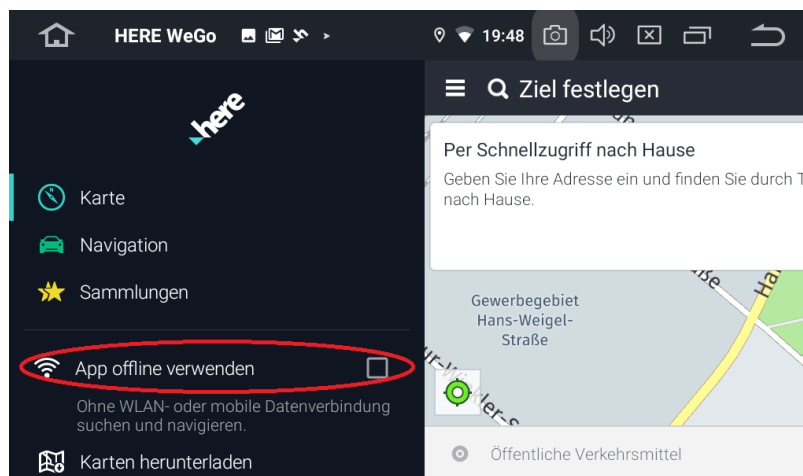 HERE WeGo
19:48
here
Karte
Navigation
Sammlungen
App offline verwenden
Ohne WLAN- oder mobile Datenverbindung
suchen und navigieren.
Karten herunterladen
Ziel festlegen
Per Schnellzugriff nach Hause
Geben Sie Ihre Adresse ein und finden Sie durch T
nach Hause.
Gewerbegebiet
Hans-Weigel-
Straße
Öffentliche Verkehrsmittel